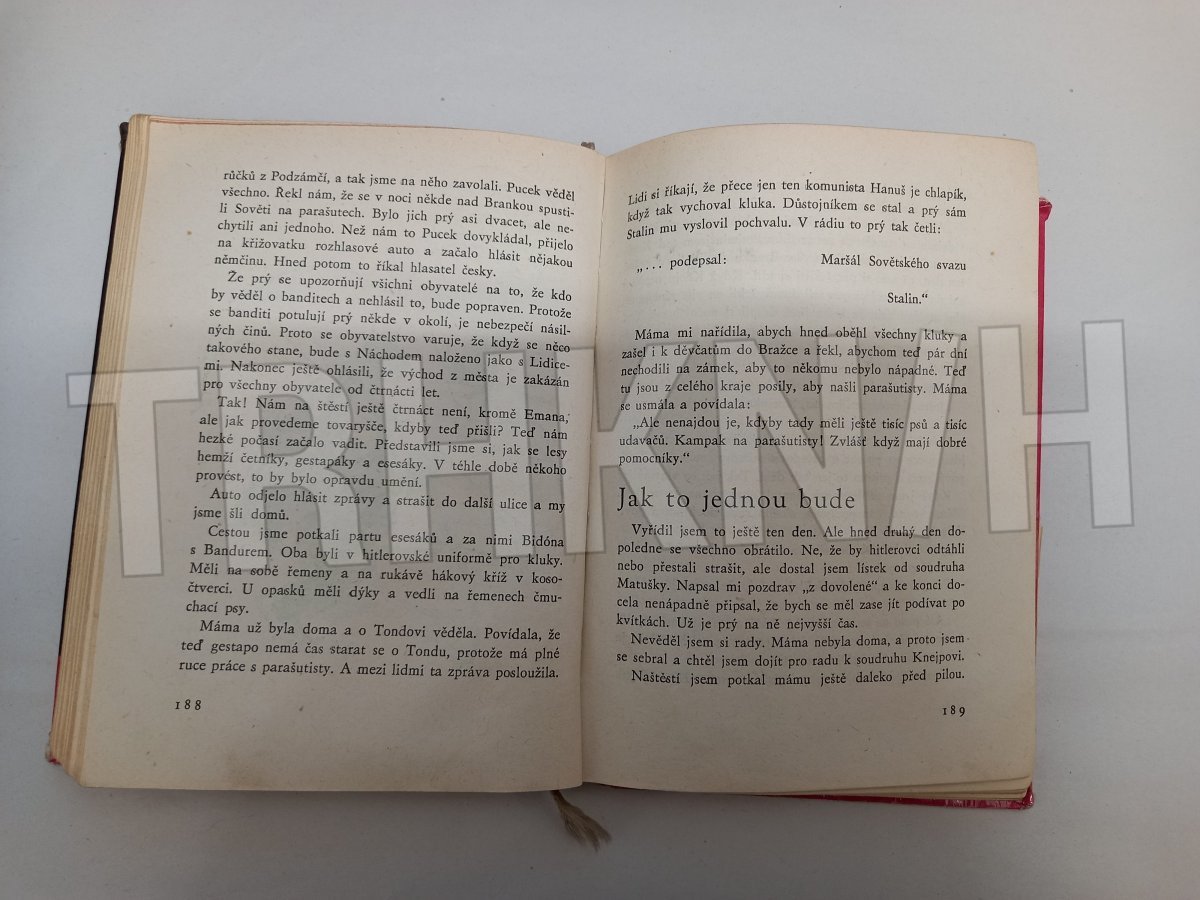 růčků z Podzámčí, a tak jsme na něho zavolali. Pucek věděl
všechno. Řekl nám, že se v noci někde nad Brankou spusti-
li Sověti na parašutech. Bylo jich prý asi dvacet, ale ne-
chytili ani jednoho. Než nám to Pucek dovykládal, přijelo
na křižovatku rozhlasové auto a začalo hlásit nějakou
němčinu. Hned potom to říkal hlasatel česky.
Že prý se upozorňují všichni obyvatelé na to, že kdo
by věděl o banditech a nehlásil to, bude popraven. Protože
se banditi potulují prý někde v okolí, je nebezpečí násil-
ných činů. Proto se obyvatelstvo varuje, že když se něco
takového stane, bude s Náchodem naloženo jako s Lidice-
mi. Nakonec ještě ohlásili, že východ z města je zakázán
pro všechny obyvatele od čtrnácti let.
Tak! Nám na štěstí ještě čtrnáct není, kromě Emana,
ale jak provedeme tovaryšče, kdyby teď přišli? Teď nám
hezké počasí začalo vadit. Představili jsme si, jak se lesy
hemží četníky, gestapáky a esesáky. V téhle době někoho
provést, to by bylo opravdu umění.
Auto odjelo hlásit zprávy a strašit do další ulice a my
jsme šli domů.
Cestou jsme potkali partu esesáků a za nimi Bidóna
s Bandurem. Oba byli v hitlerovské uniformě pro kluky.
Měli na sobě řemeny a na rukávě hákový kříž v koso-
čtverci. U opasků měli dýky a vedli na řemenech čmu-
chací psy.
Máma už byla doma a o Tondovi věděla. Povídala, že
teď gestapo nemá čas starat se o Tondu, protože má plné
ruce práce s parašutisty. A mezi lidmi ta zpráva posloužila.
188
Lidi si říkají, že přece jen ten komunista Hanuš je chlapík,
když tak vychoval kluka. Důstojníkem se stal a prý sám
Stalin mu vyslovil pochvalu. V rádiu to prý tak četli:
„... podepsal: Maršál Sovětského svazu
Stalin.“
Máma mi nařídila, abych hned oběhl všechny kluky a
zašel i k děvčatům do Bražce a řekl, abychom teď pár dní
nechodili na zámek, aby to někomu nebylo nápadné. Teď
tu jsou z celého kraje posily, aby našli parašutisty. Máma
se usmála a povídala:
„Ale nenajdou je, kdyby tady měli ještě tisíc psů a tisíc
udavačů. Kampak na parašutisty! Zvlášť když mají dobré
pomocníky.“
Jak to jednou bude
Vyřídil jsem to ještě ten den. Ale hned druhý den do-
poledne se všechno obrátilo. Ne, že by hitlerovci odtáhli
nebo přestali strašit, ale dostal jsem lístek od soudruha
Matušky. Napsal mi pozdrav „z dovolené“ a ke konci do-
cela nenápadně připsal, že bych se měl zase jít podívat po
kvítkách. Už je prý na ně nejvyšší čas.
Nevěděl jsem si rady. Máma nebyla doma, a proto jsem
se sebral a chtěl jsem dojít pro radu k soudruhu Knejpovi.
Naštěstí jsem potkal mámu ještě daleko před pilou.
189
TRHKNIH